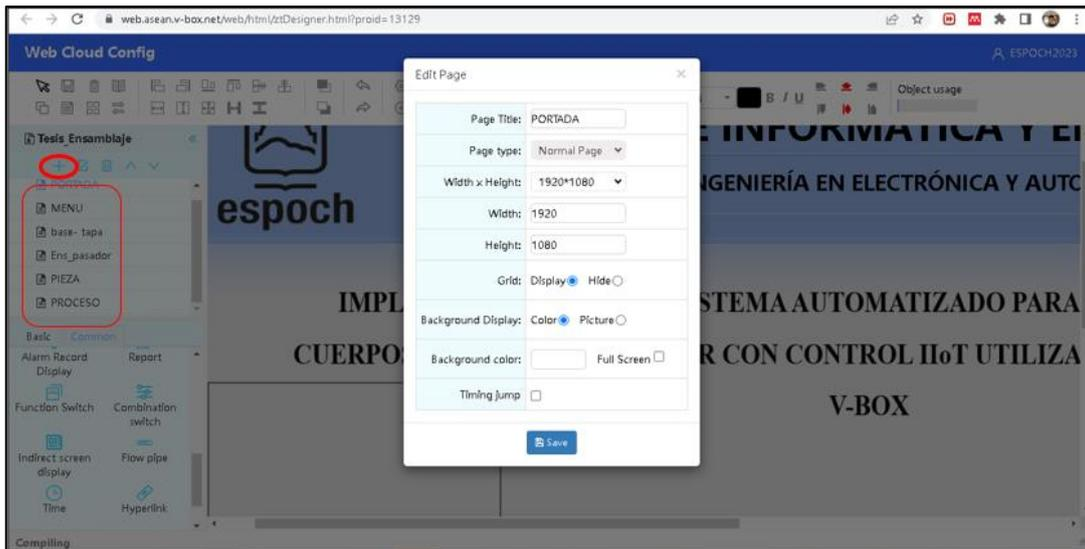 web.asean.v-box.net/web/html/ztDesigner.html?proid=13129
Web Cloud Config
ESPOCH2023
B I U
Object usage
Tesis_Ensamblaje
PORTADA
MENU
base- tapa
Ens_pasador
PIEZA
PROCESO
Basic Common
Alarm Record Display
Report
Function Switch
Combination switch
Indirect screen display
Flow pipe
Time
Hyperlink
Compiling
espoch
E INFORMÁTICA Y EL
NGENIERÍA EN ELECTRÓNICA Y AUTO
IMPL
STEMA AUTOMATIZADO PARA
CUERPO
R CON CONTROL IIoT UTILIZA
V-BOX
Edit Page
Page Title: PORTADA
Page type: Normal Page
Width x Height: 1920*1080
Width: 1920
Height: 1080
Grid: Display Hide
Background Display: Color Picture
Background color: Full Screen
Timing jump
Save